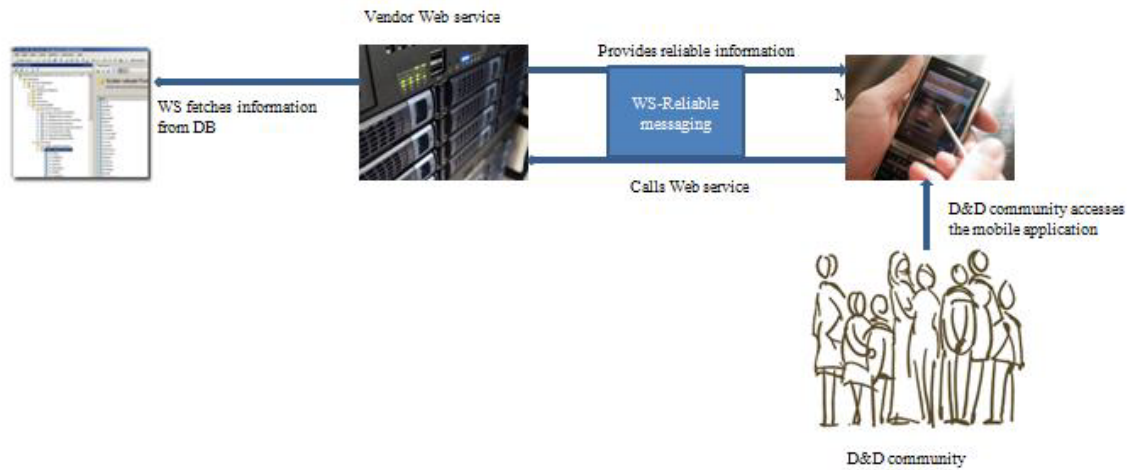 Vendor Web service
Provides reliable information
WS fetches information
from DB
WS-Reliable
messaging
M
Calls Web service
D&D community accesses
the mobile application
D&D community